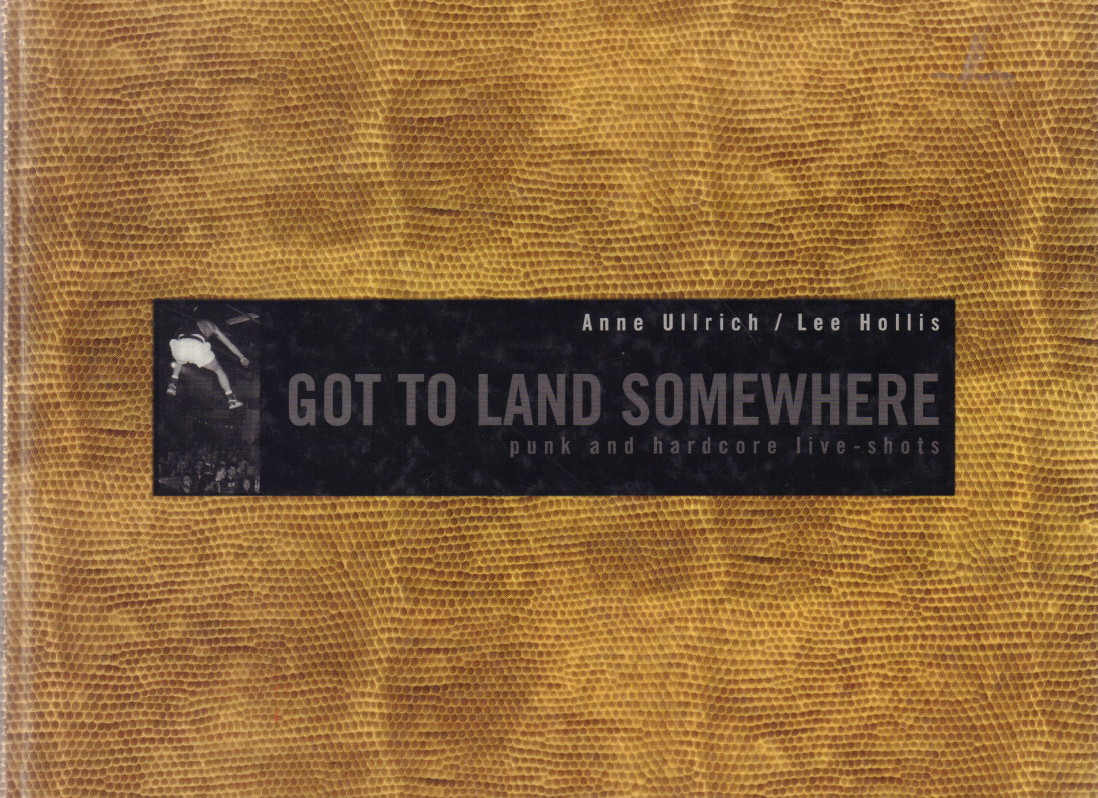 Anne Ullrich / Lee Hollis
GOT TO LAND SOMEWHERE
punk and hardcore live-shots